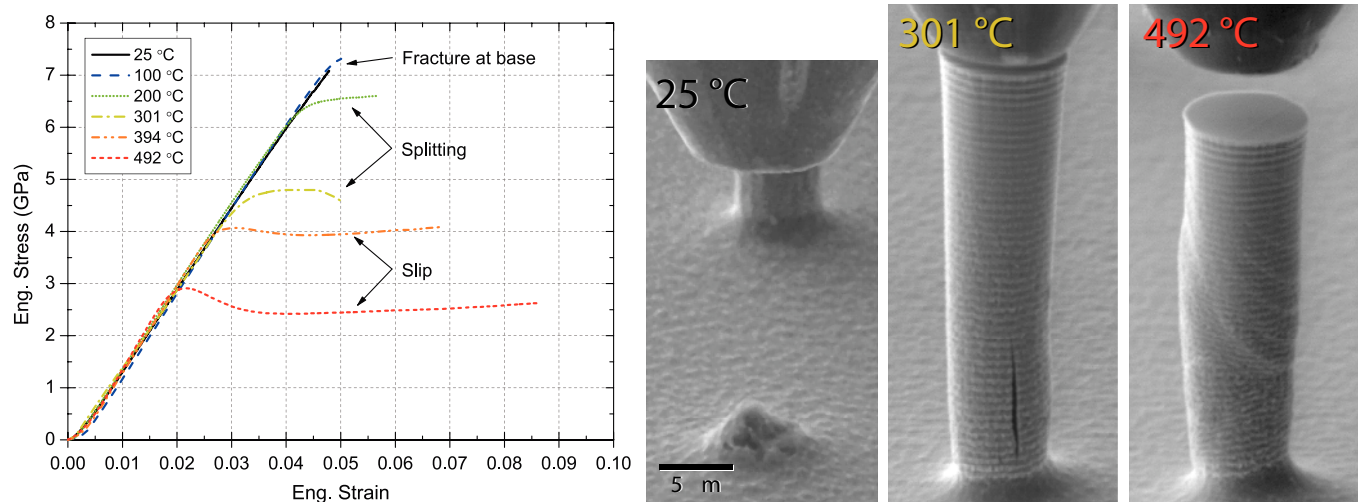 8
7
6
5
4
3
2
1
0
Eng. Stress (GPa)
25 °C
100 °C
200 °C
301 °C
394 °C
492 °C
Fracture at base
Splitting
Slip
0.00 0.01 0.02 0.03 0.04 0.05 0.06 0.07 0.08 0.09 0.10
Eng. Strain
25 °C
5 m
301 °C
492 °C